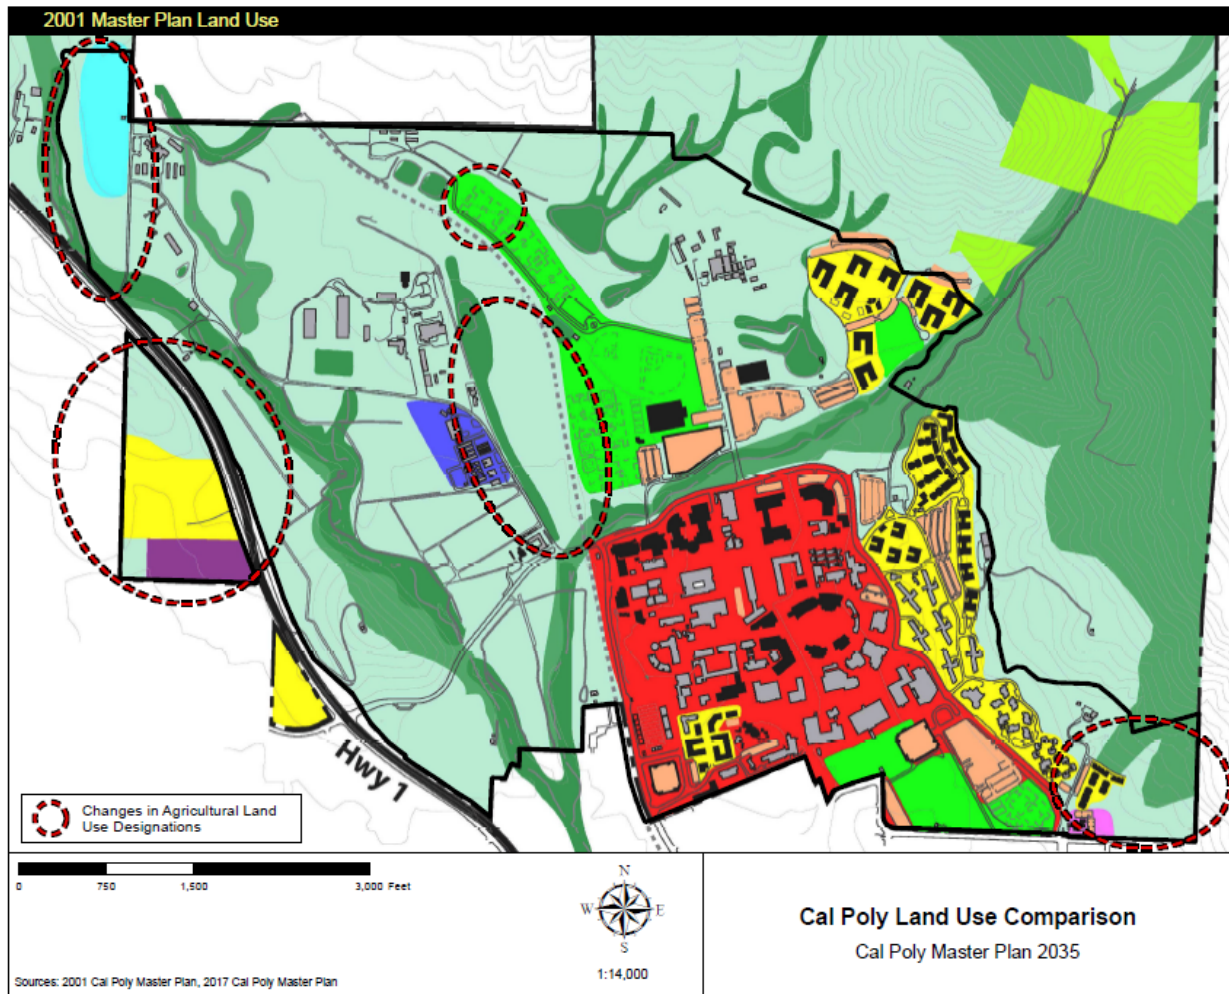 2001 Master Plan Land Use
Hwy 1
Changes in Agricultural Land
Use Designations
0 750 1,500 3,000 Feet
N
W E
S
1:14,000
Cal Poly Land Use Comparison
Cal Poly Master Plan 2035
Sources: 2001 Cal Poly Master Plan, 2017 Cal Poly Master Plan